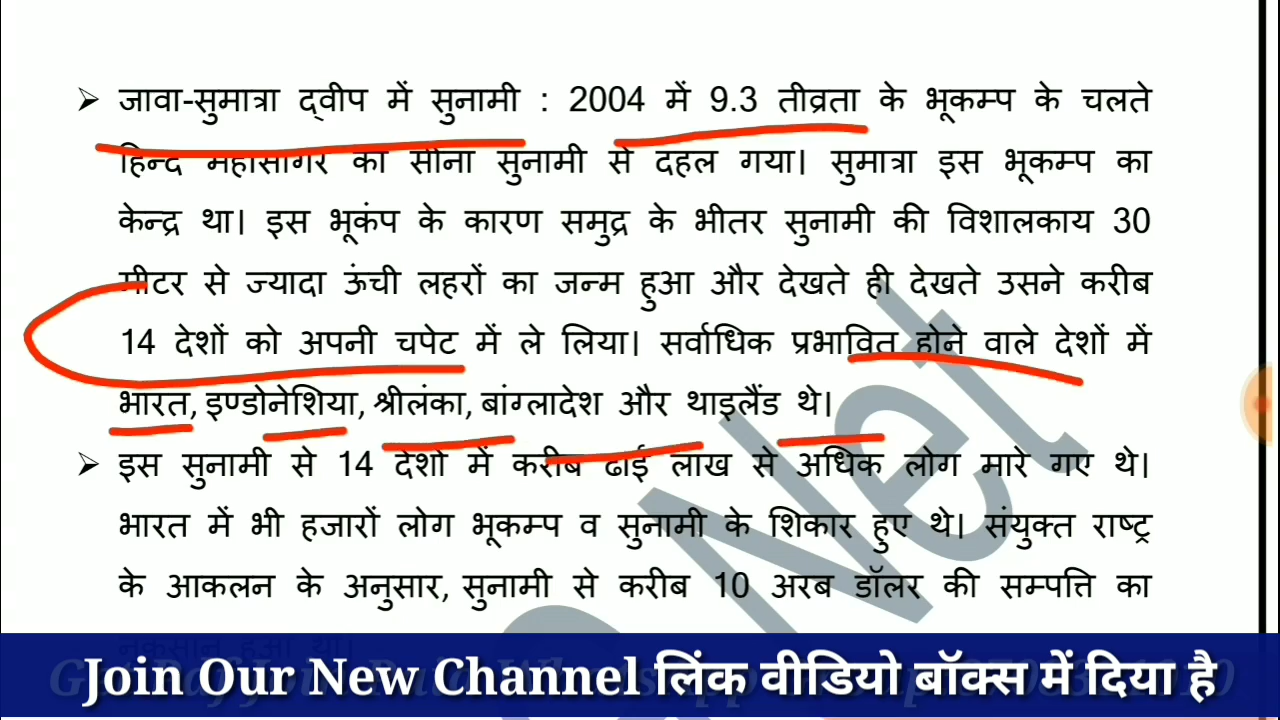 ➢ जावा-सुमात्रा द्वीप में सुनामी : 2004 में 9.3 तीव्रता के भूकम्प के चलते
हिन्द महासागर का सीना सुनामी से दहल गया। सुमात्रा इस भूकम्प का
केन्द्र था। इस भूकंप के कारण समुद्र के भीतर सुनामी की विशालकाय 30
मीटर से ज्यादा ऊंची लहरों का जन्म हुआ और देखते ही देखते उसने करीब
14 देशों को अपनी चपेट में ले लिया। सर्वाधिक प्रभावित होने वाले देशों में
भारत, इण्डोनेशिया, श्रीलंका, बांग्लादेश और थाइलैंड थे।
➢ इस सुनामी से 14 देशों में करीब ढाई लाख से अधिक लोग मारे गए थे।
भारत में भी हजारों लोग भूकम्प व सुनामी के शिकार हुए थे। संयुक्त राष्ट्र
के आकलन के अनुसार, सुनामी से करीब 10 अरब डॉलर की सम्पत्ति का
नुकसान हुआ था।
Join Our New Channel लिंक वीडियो बॉक्स में दिया है
Net